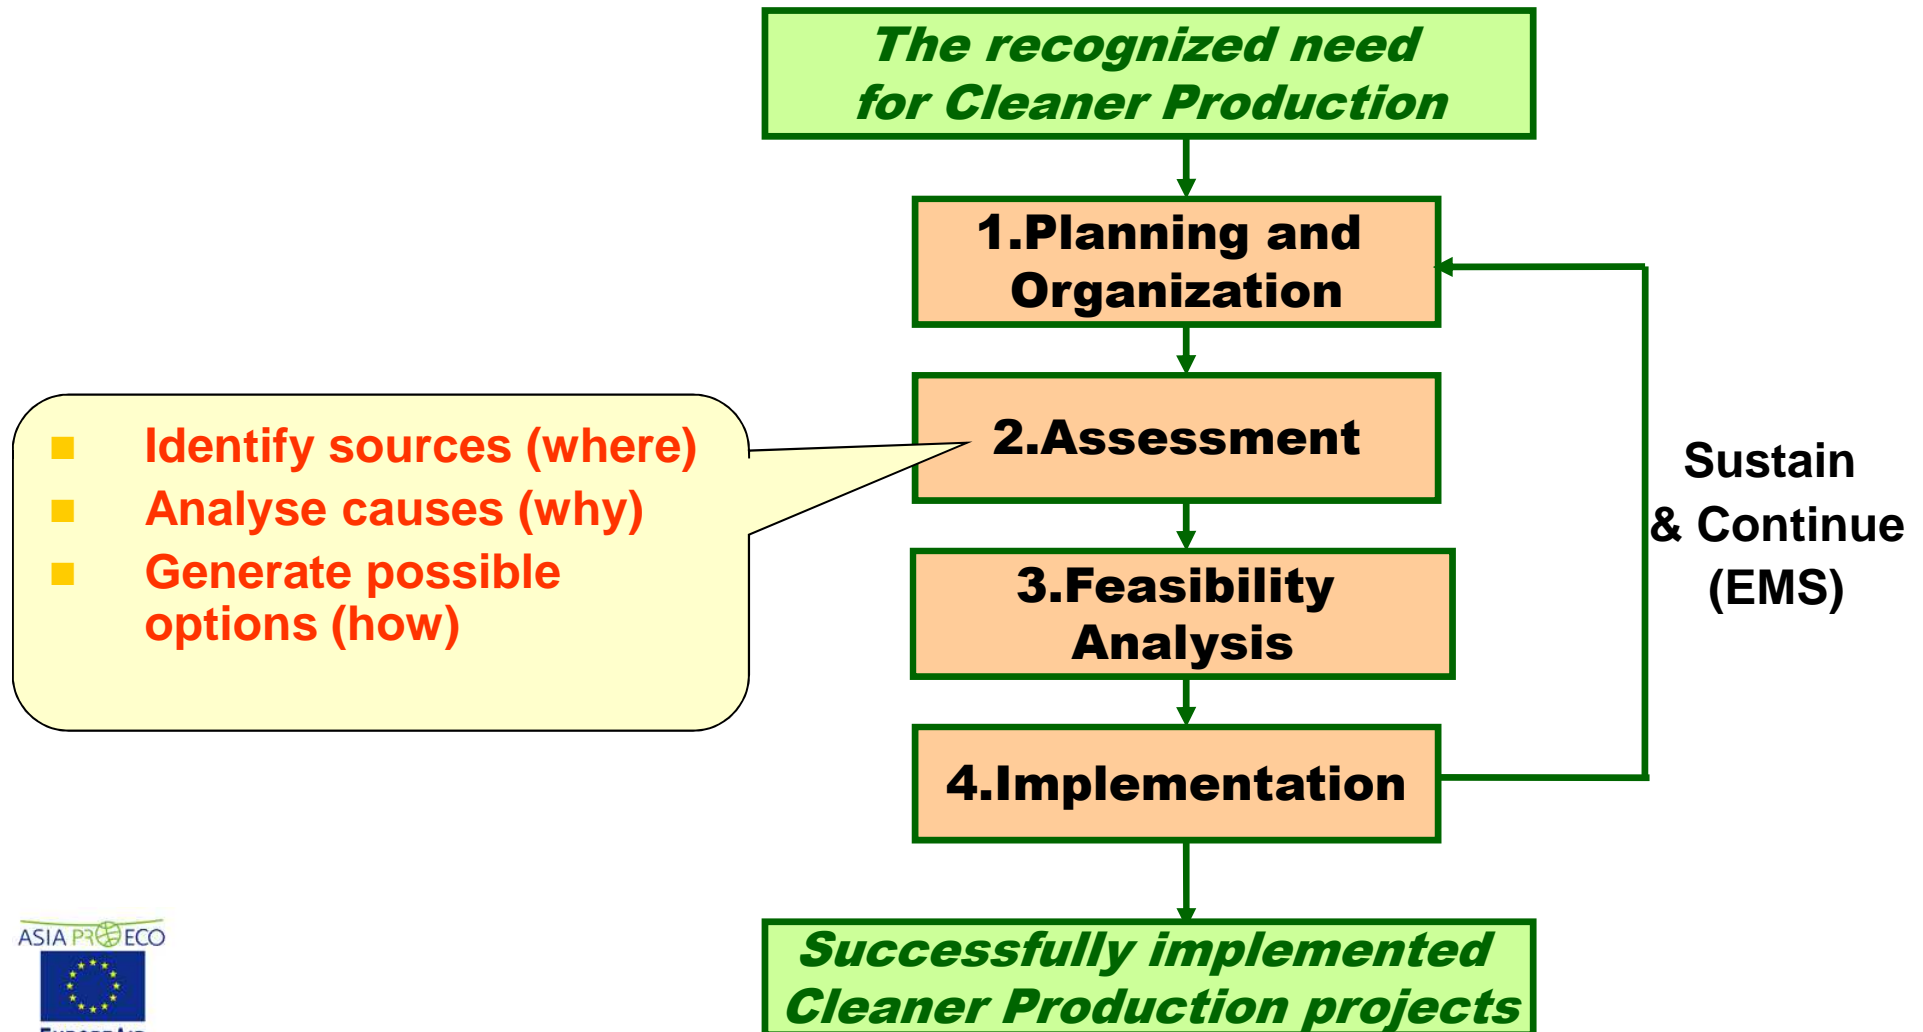 The recognized need
for Cleaner Production
1.Planning and
Organization
2.Assessment
Identify sources (where)
Analyse causes (why)
Generate possible
options (how)
3.Feasibility
Analysis
4.Implementation
Sustain
& Continue
(EMS)
Successfully implemented
Cleaner Production projects
ASIA PRO ECO
EUROPEAID